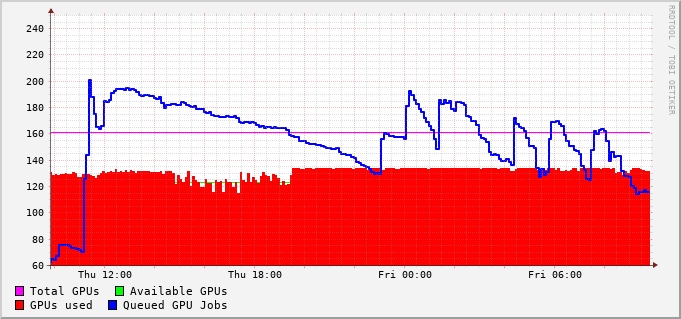 RRDTOOL / TOBI OETIKER
240
220
200
180
160
140
120
100
80
60
Thu 12:00 Thu 18:00 Fri 00:00 Fri 06:00
Total GPUs Available GPUs
GPUs used Queued GPU Jobs